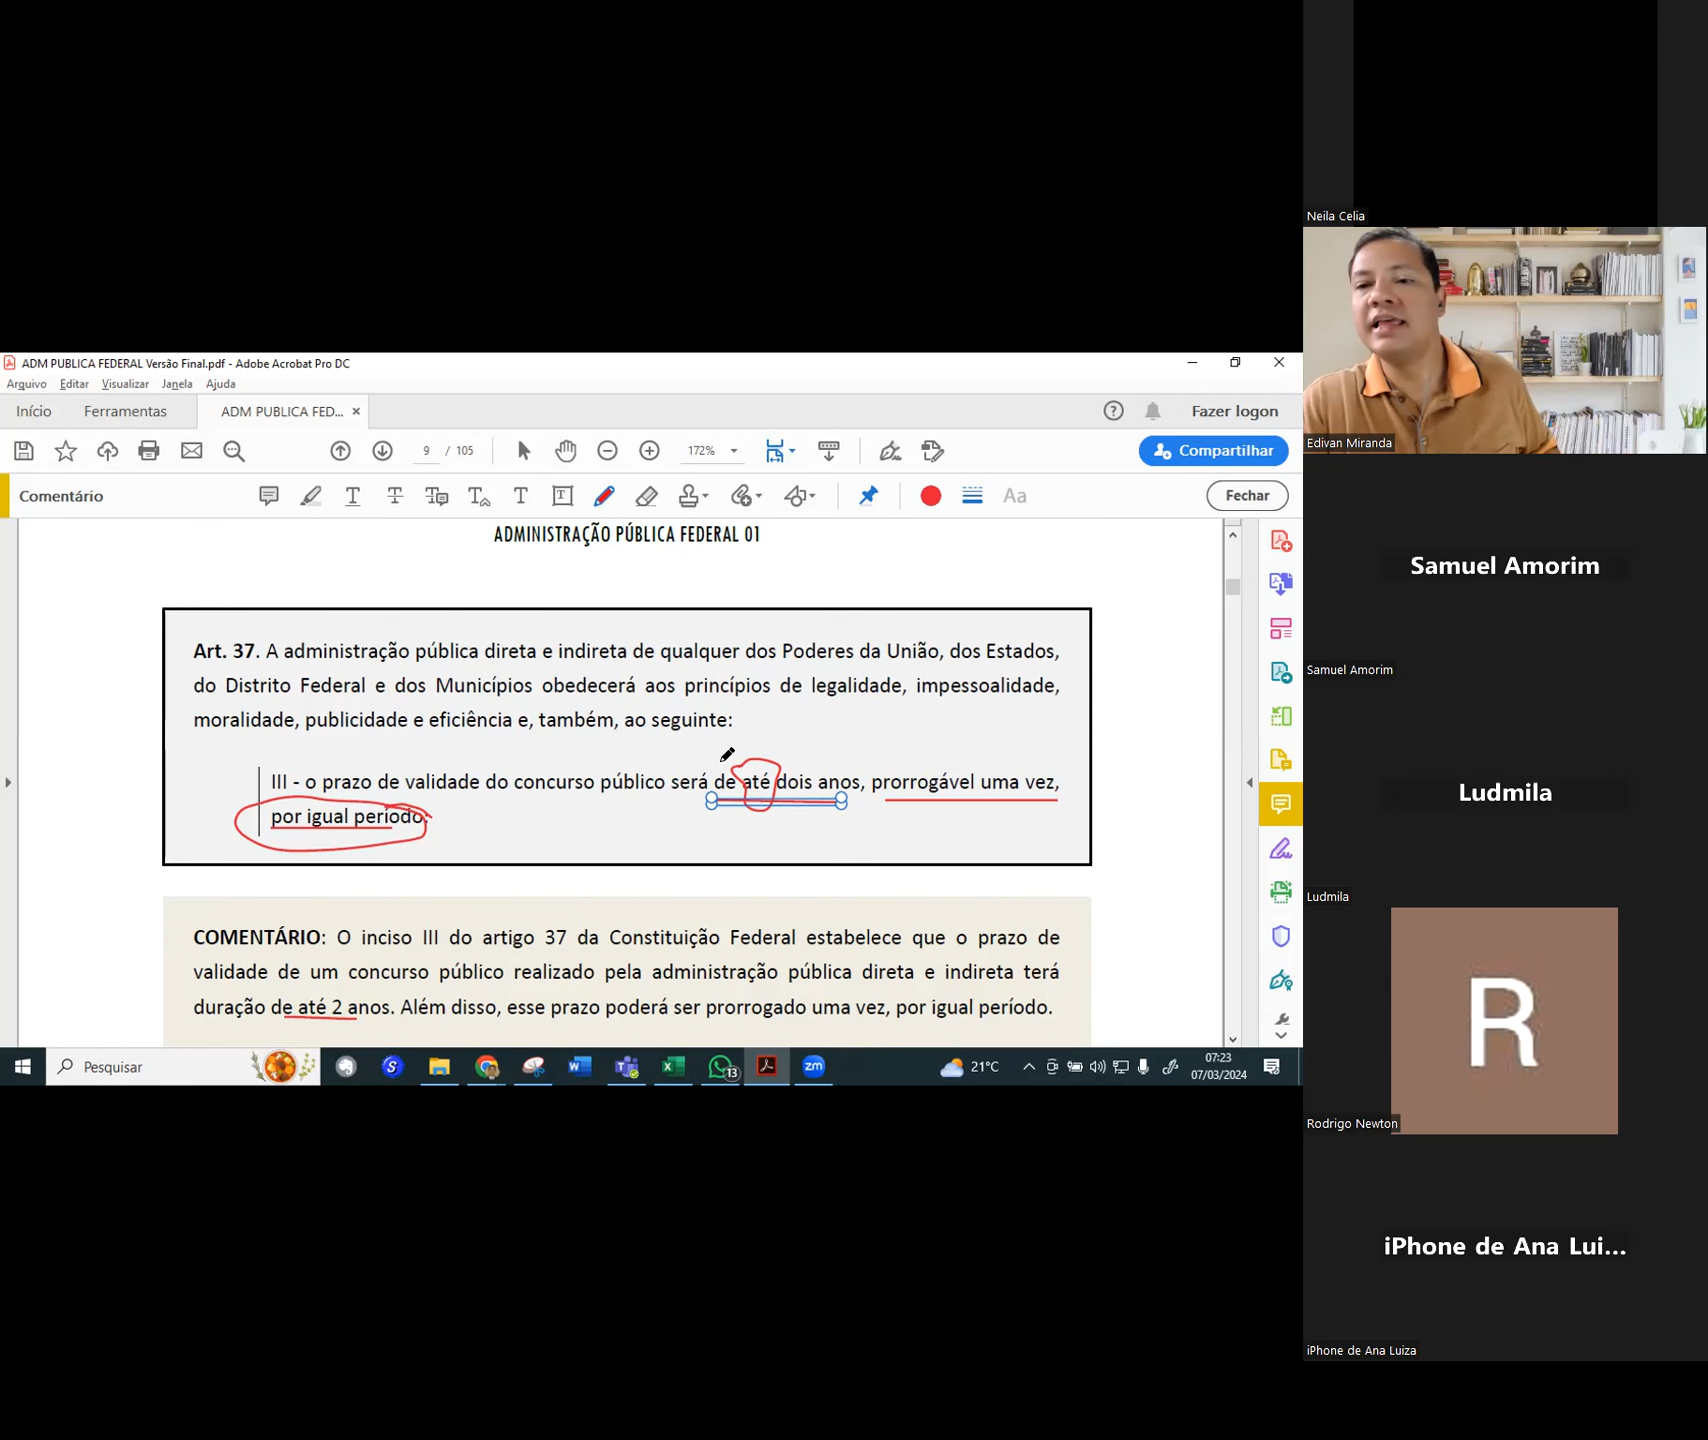 Neila Celia
Edivan Miranda
ADM PUBLICA FEDERAL Versão Final.pdf - Adobe Acrobat Pro DC
Arquivo Editar Visualizar Janela Ajuda
Início Ferramentas ADM PUBLICA FED... × Fazer logon
9 / 105 172% Compartilhar
Comentário Aa Fechar
ADMINISTRAÇÃO PÚBLICA FEDERAL 01
Art. 37. A administração pública direta e indireta de qualquer dos Poderes da União, dos Estados,
do Distrito Federal e dos Municípios obedecerá aos princípios de legalidade, impessoalidade,
moralidade, publicidade e eficiência e, também, ao seguinte:
III - o prazo de validade do concurso público será de até dois anos, prorrogável uma vez,
por igual período.
COMENTÁRIO: O inciso III do artigo 37 da Constituição Federal estabelece que o prazo de
validade de um concurso público realizado pela administração pública direta e indireta terá
duração de até 2 anos. Além disso, esse prazo poderá ser prorrogado uma vez, por igual período.
Pesquisar 13 zm 21°C 07:23
07/03/2024
Samuel Amorim
Samuel Amorim
Ludmila
Ludmila
R
Rodrigo Newton
iPhone de Ana Lui...
iPhone de Ana Luiza